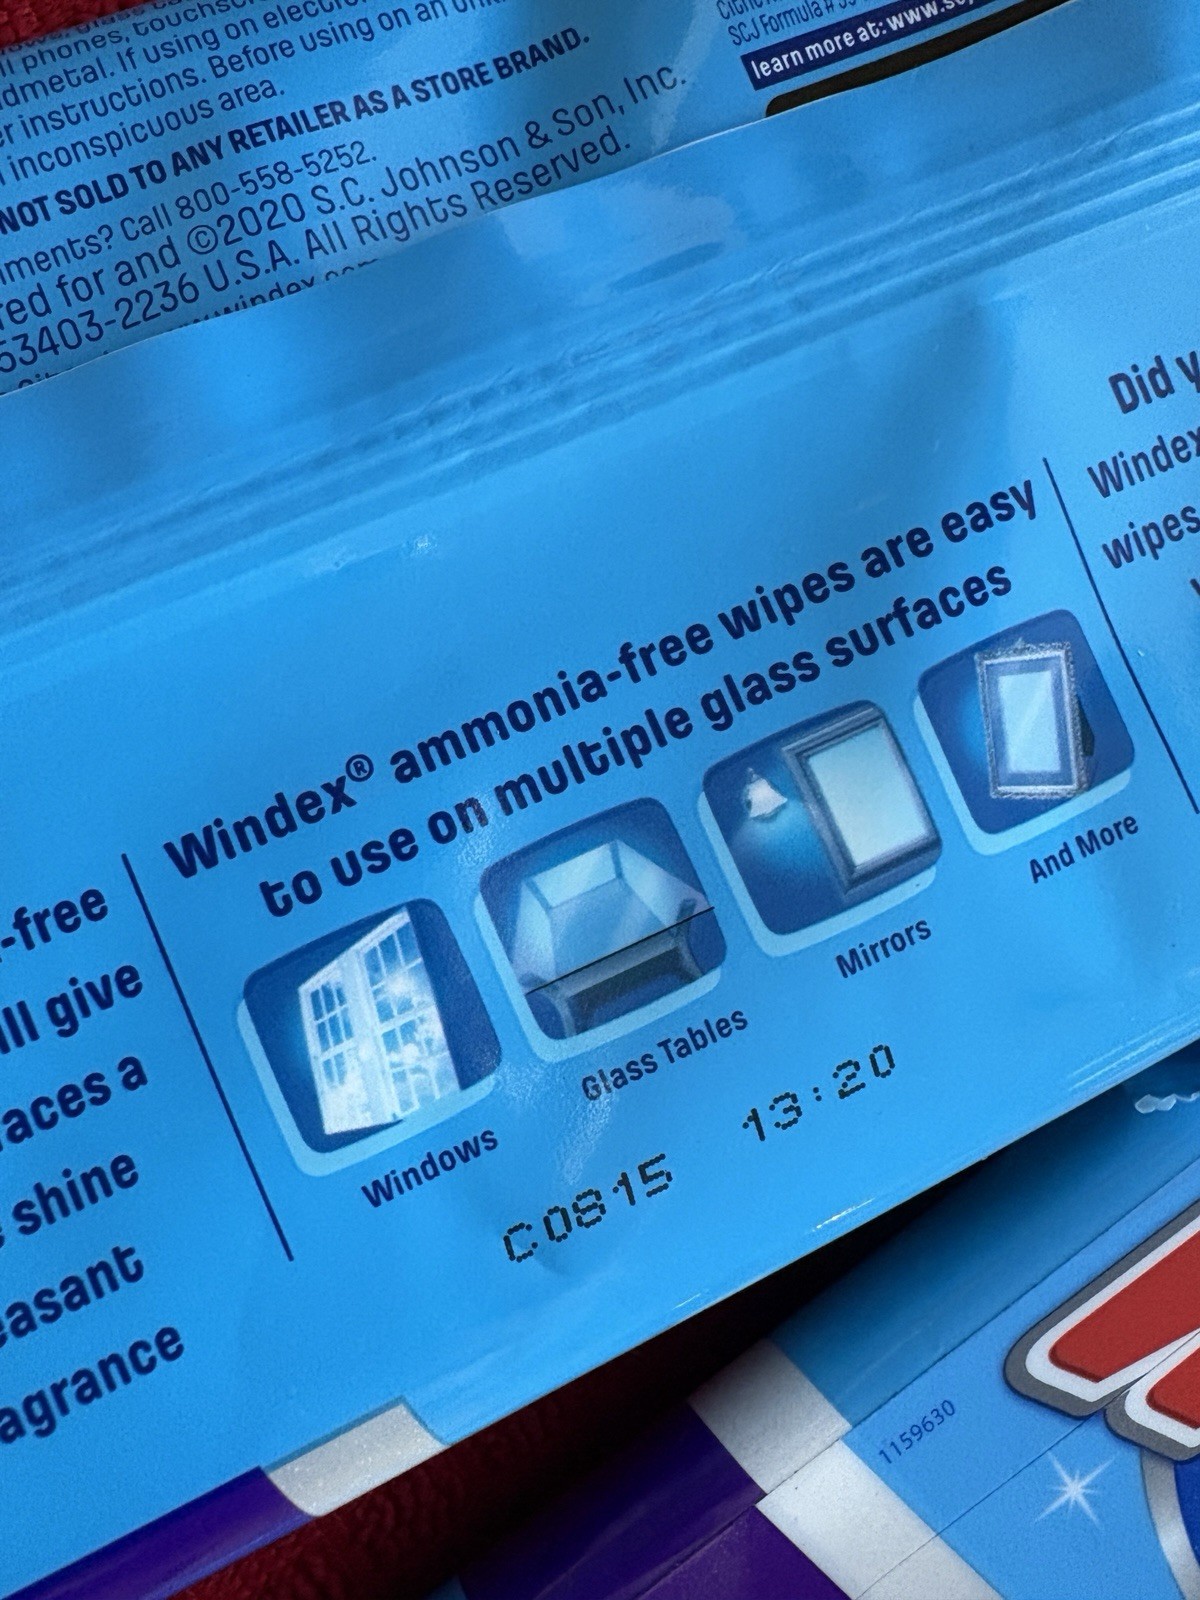 phones,
dmetal. If using on
instructions. Before using on an
inconspicuous area.
NOT SOLD TO ANY RETAILER AS A STORE BRAND.
ments? Call 800-558-5252.
red for and ©2020 S.C. Johnson & Son, Inc.
53403-2236 U.S.A. All Rights Reserved.
SCJ Formula #
learn more at: www.
Windex® ammonia-free wipes are easy
to use on multiple glass surfaces
Windows
Glass Tables
Mirrors
And More
C0815 13:20
-free
ll give
aces a
shine
easant
agrance
Did
Windex
wipes
1159630